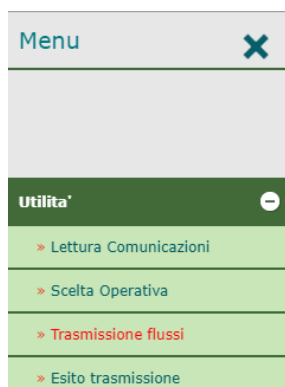 Menu
Utilita'
» Lettura Comunicazioni
» Scelta Operativa
» Trasmissione flussi
» Esito trasmissione